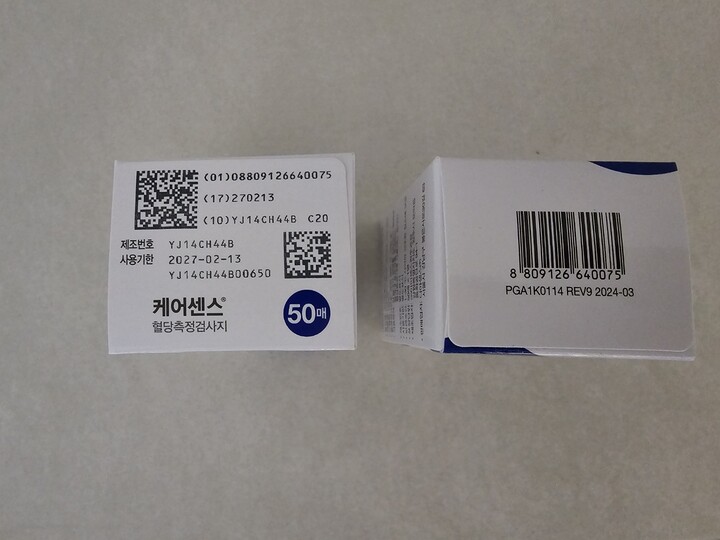 (01)08809126640075
(17)270213
(10)YJ14CH44B C20
제조번호 YJ14CH44B
사용기한 2027-02-13
YJ14CH44B00650
케어센스®
혈당측정검사지
50매
8 809126 640075
PGA1K0114 REV9 2024-03